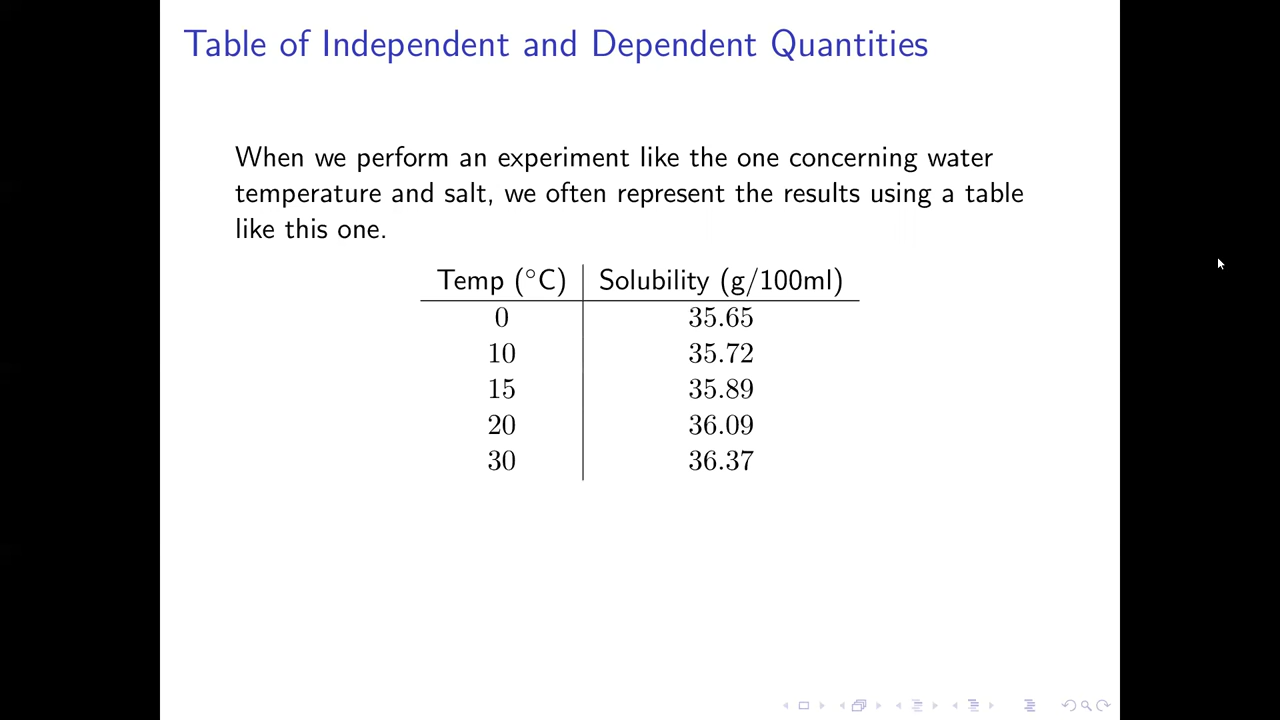 Table of Independent and Dependent Quantities
When we perform an experiment like the one concerning water
temperature and salt, we often represent the results using a table
like this one.
Temp (°C) Solubility (g/100ml)
0 35.65
10 35.72
15 35.89
20 36.09
30 36.37